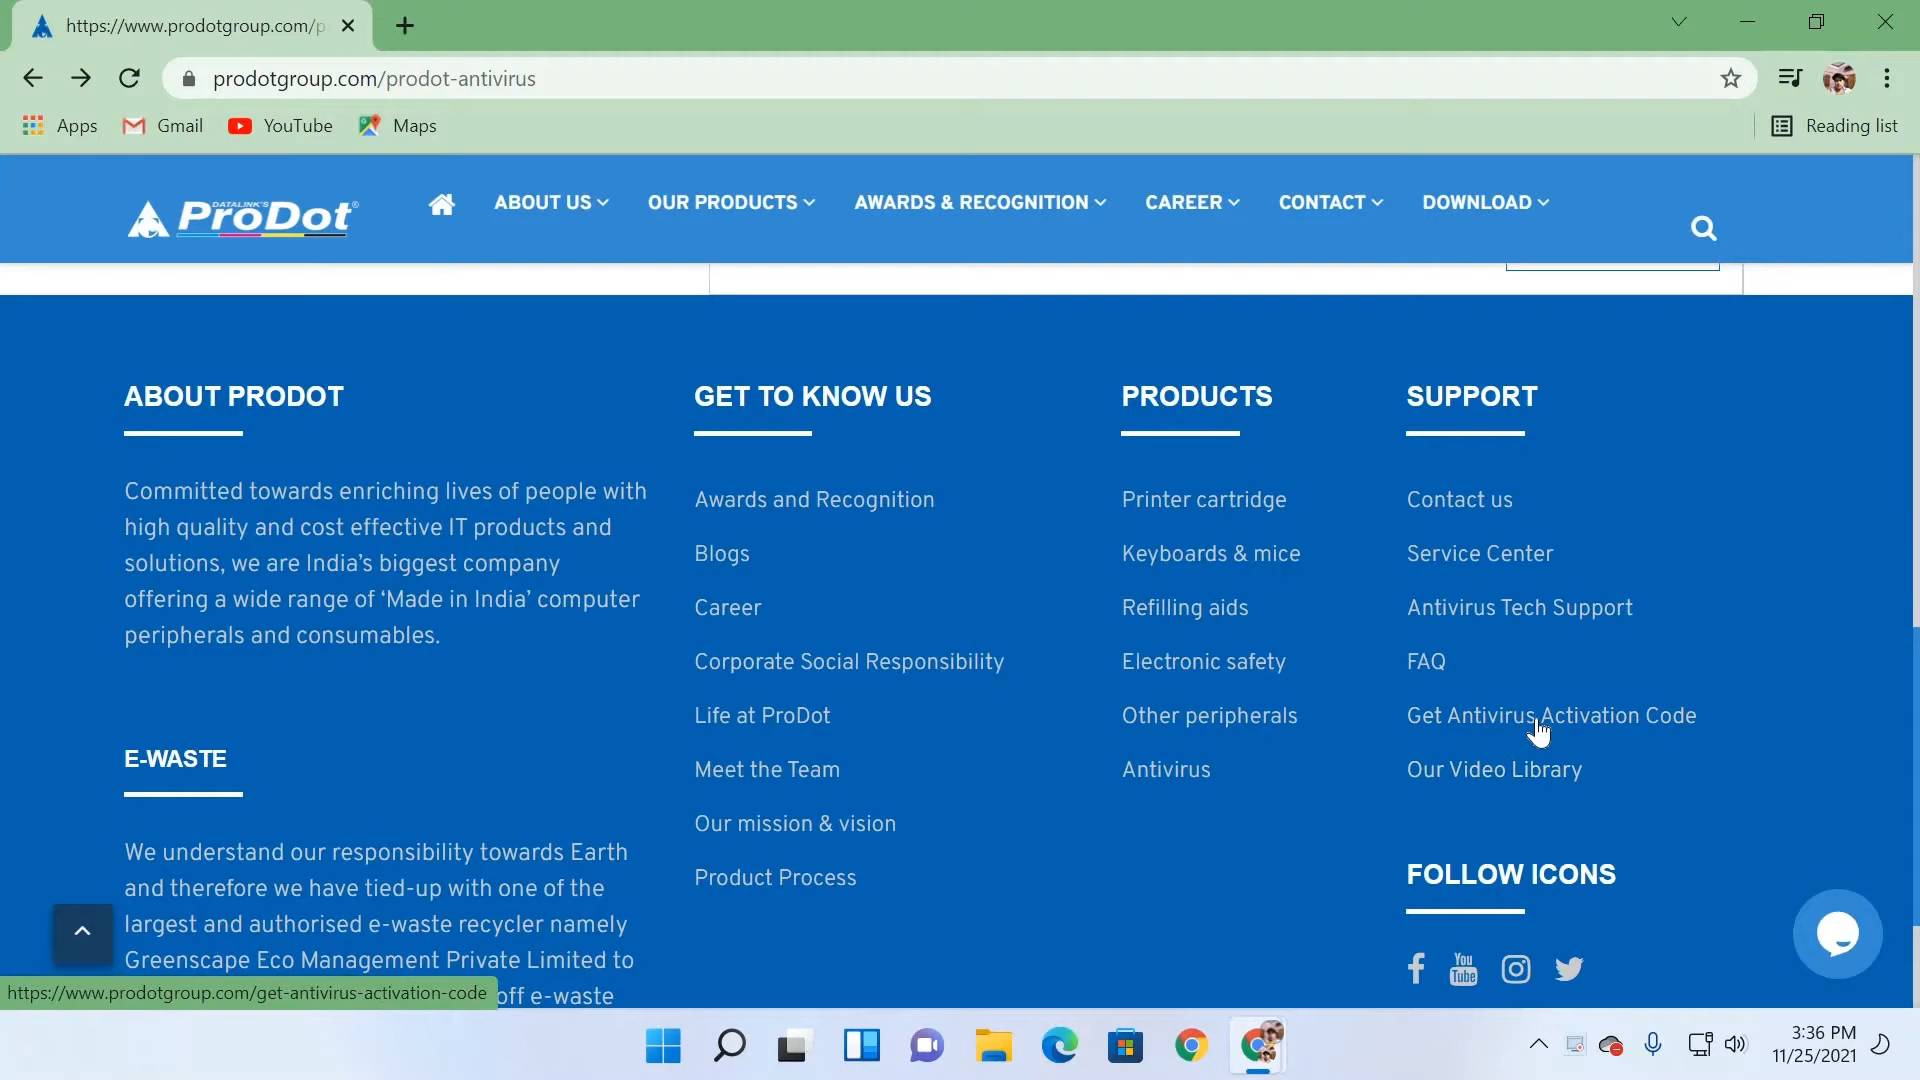 https://www.prodotgroup.com/p
prodotgroup.com/prodot-antivirus
Apps
Gmail
YouTube
Maps
Reading list
DATALINK'S
ProDot®
ABOUT US
OUR PRODUCTS
AWARDS & RECOGNITION
CAREER
CONTACT
DOWNLOAD
ABOUT PRODOT
Committed towards enriching lives of people with
high quality and cost effective IT products and
solutions, we are India’s biggest company
offering a wide range of ‘Made in India’ computer
peripherals and consumables.
E-WASTE
We understand our responsibility towards Earth
and therefore we have tied-up with one of the
largest and authorised e-waste recycler namely
Greenscape Eco Management Private Limited to
off e-waste
GET TO KNOW US
Awards and Recognition
Blogs
Career
Corporate Social Responsibility
Life at ProDot
Meet the Team
Our mission & vision
Product Process
PRODUCTS
Printer cartridge
Keyboards & mice
Refilling aids
Electronic safety
Other peripherals
Antivirus
SUPPORT
Contact us
Service Center
Antivirus Tech Support
FAQ
Get Antivirus Activation Code
Our Video Library
FOLLOW ICONS
You
Tube
https://www.prodotgroup.com/get-antivirus-activation-code
3:36 PM
11/25/2021